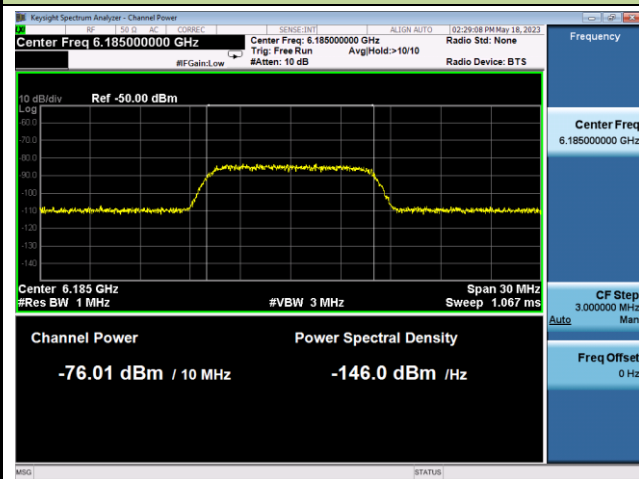 Keysight Spectrum Analyzer - Channel Power
RF 50 Ω AC CORREC SENSE:INT ALIGN AUTO 02:29:08 PM May 18, 2023
Center Freq 6.185000000 GHz
Center Freq: 6.185000000 GHz Radio Std: None
Trig: Free Run Avg|Hold:>10/10
#IFGain:Low #Atten: 10 dB Radio Device: BTS
Frequency
10 dB/div Ref -50.00 dBm
Log
-60.0
-70.0
-80.0
-90.0
-100
-110
-120
-130
-140
Center 6.185 GHz Span 30 MHz
#Res BW 1 MHz #VBW 3 MHz Sweep 1.067 ms
Channel Power Power Spectral Density
-76.01 dBm / 10 MHz -146.0 dBm /Hz
Center Freq
6.185000000 GHz
CF Step
3.000000 MHz
Auto Man
Freq Offset
0 Hz
MSG STATUS